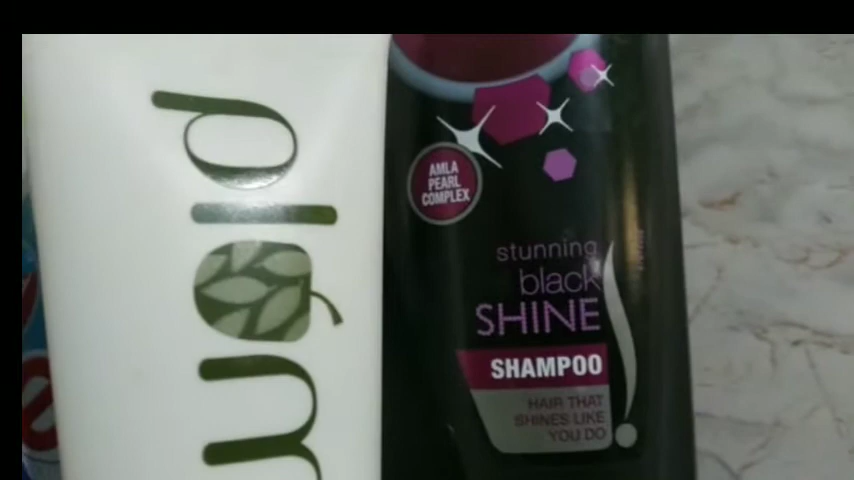 plum
AMLA
PEARL
COMPLEX
stunning
black
SHINE
SHAMPOO
HAIR THAT
SHINES LIKE
YOU DO